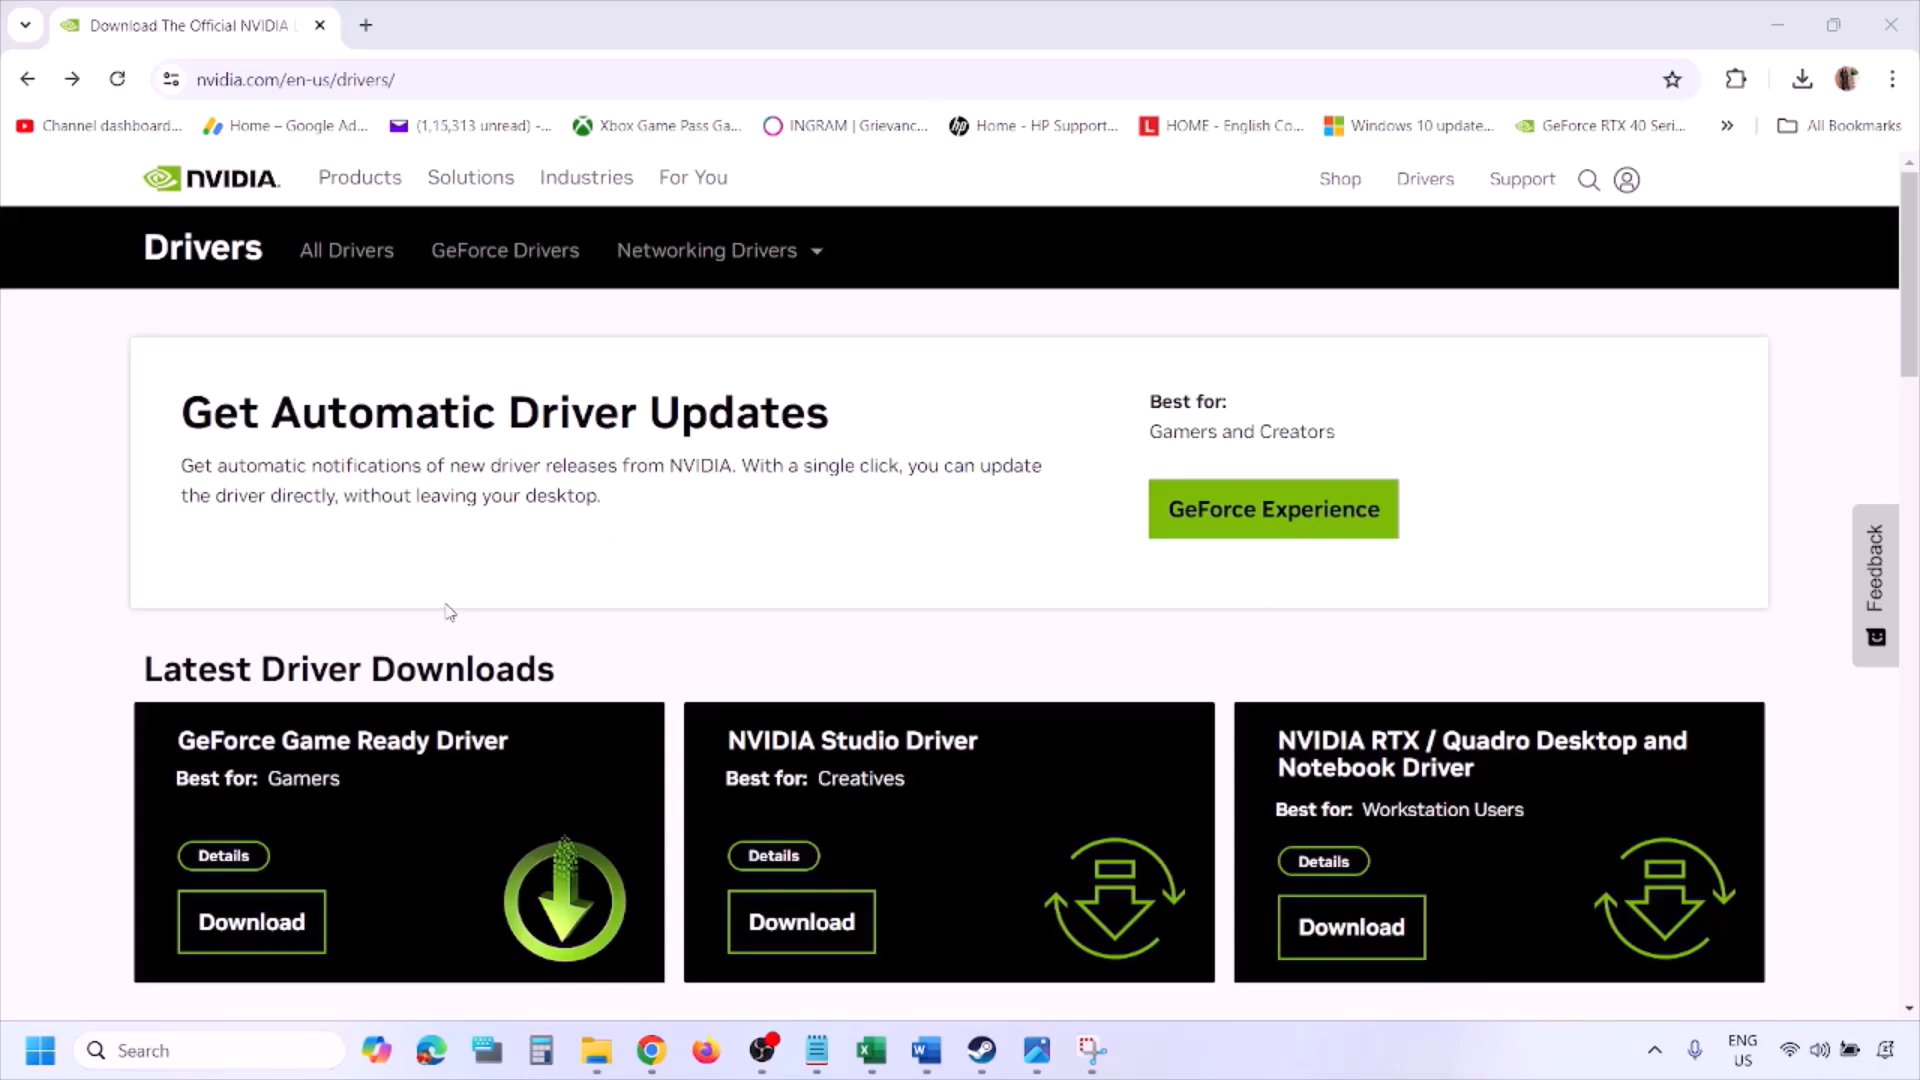 Download The Official NVIDIA
nvidia.com/en-us/drivers/
Channel dashboard...
Home – Google Ad...
(1,15,313 unread) -...
Xbox Game Pass Ga...
INGRAM | Grievanc...
Home - HP Support...
HOME - English Co...
Windows 10 update...
GeForce RTX 40 Seri...
All Bookmarks
NVIDIA.
Products
Solutions
Industries
For You
Shop
Drivers
Support
Drivers
All Drivers
GeForce Drivers
Networking Drivers
Get Automatic Driver Updates
Get automatic notifications of new driver releases from NVIDIA. With a single click, you can update
the driver directly, without leaving your desktop.
Best for:
Gamers and Creators
GeForce Experience
Feedback
Latest Driver Downloads
GeForce Game Ready Driver
Best for: Gamers
Details
Download
NVIDIA Studio Driver
Best for: Creatives
Details
Download
NVIDIA RTX / Quadro Desktop and
Notebook Driver
Best for: Workstation Users
Details
Download
Search
ENG
US